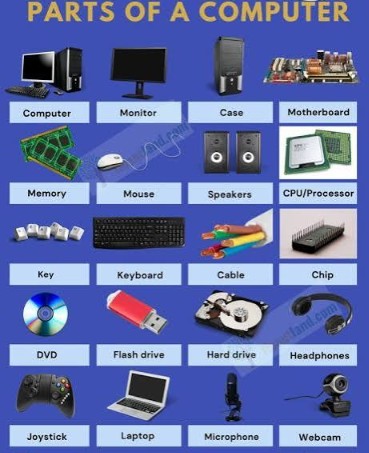 PARTS OF A COMPUTER
Computer
Monitor
Case
Motherboard
Memory
Mouse
Speakers
CPU/Processor
Key
Keyboard
Cable
Chip
DVD
Flash drive
Hard drive
Headphones
Joystick
Laptop
Microphone
Webcam